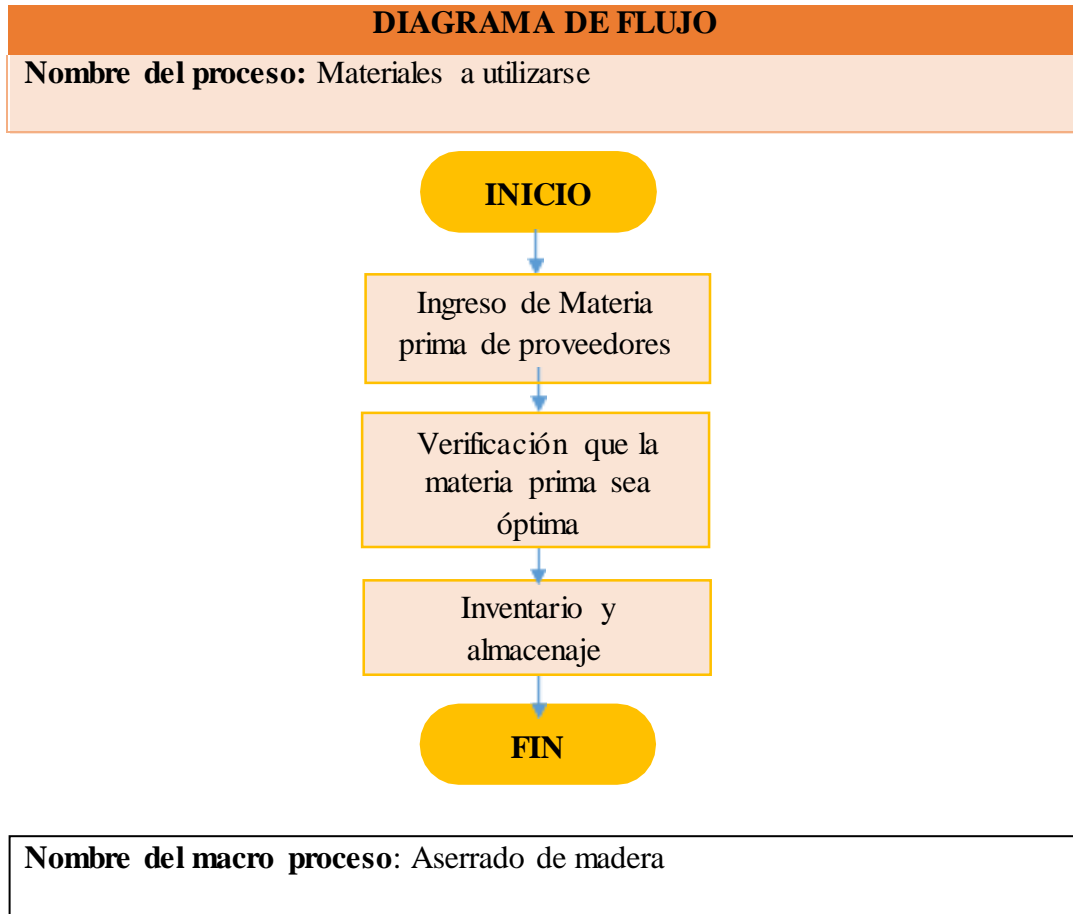 DIAGRAMA DE FLUJO
Nombre del proceso: Materiales a utilizarse
INICIO
Ingreso de Materia
prima de proveedores
Verificación que la
materia prima sea
óptima
Inventario y
almacenaje
FIN
Nombre del macro proceso: Aserrado de madera